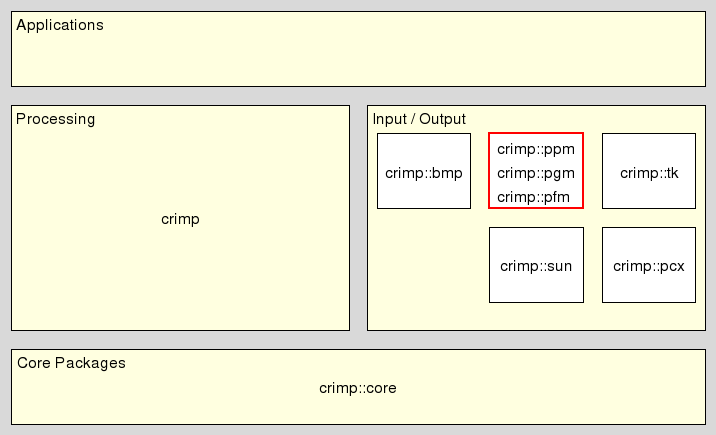 Applications
Processing
crimp
Input / Output
crimp::bmp
crimp::ppm
crimp::pgm
crimp::pfm
crimp::tk
crimp::sun
crimp::pcx
Core Packages
crimp::core